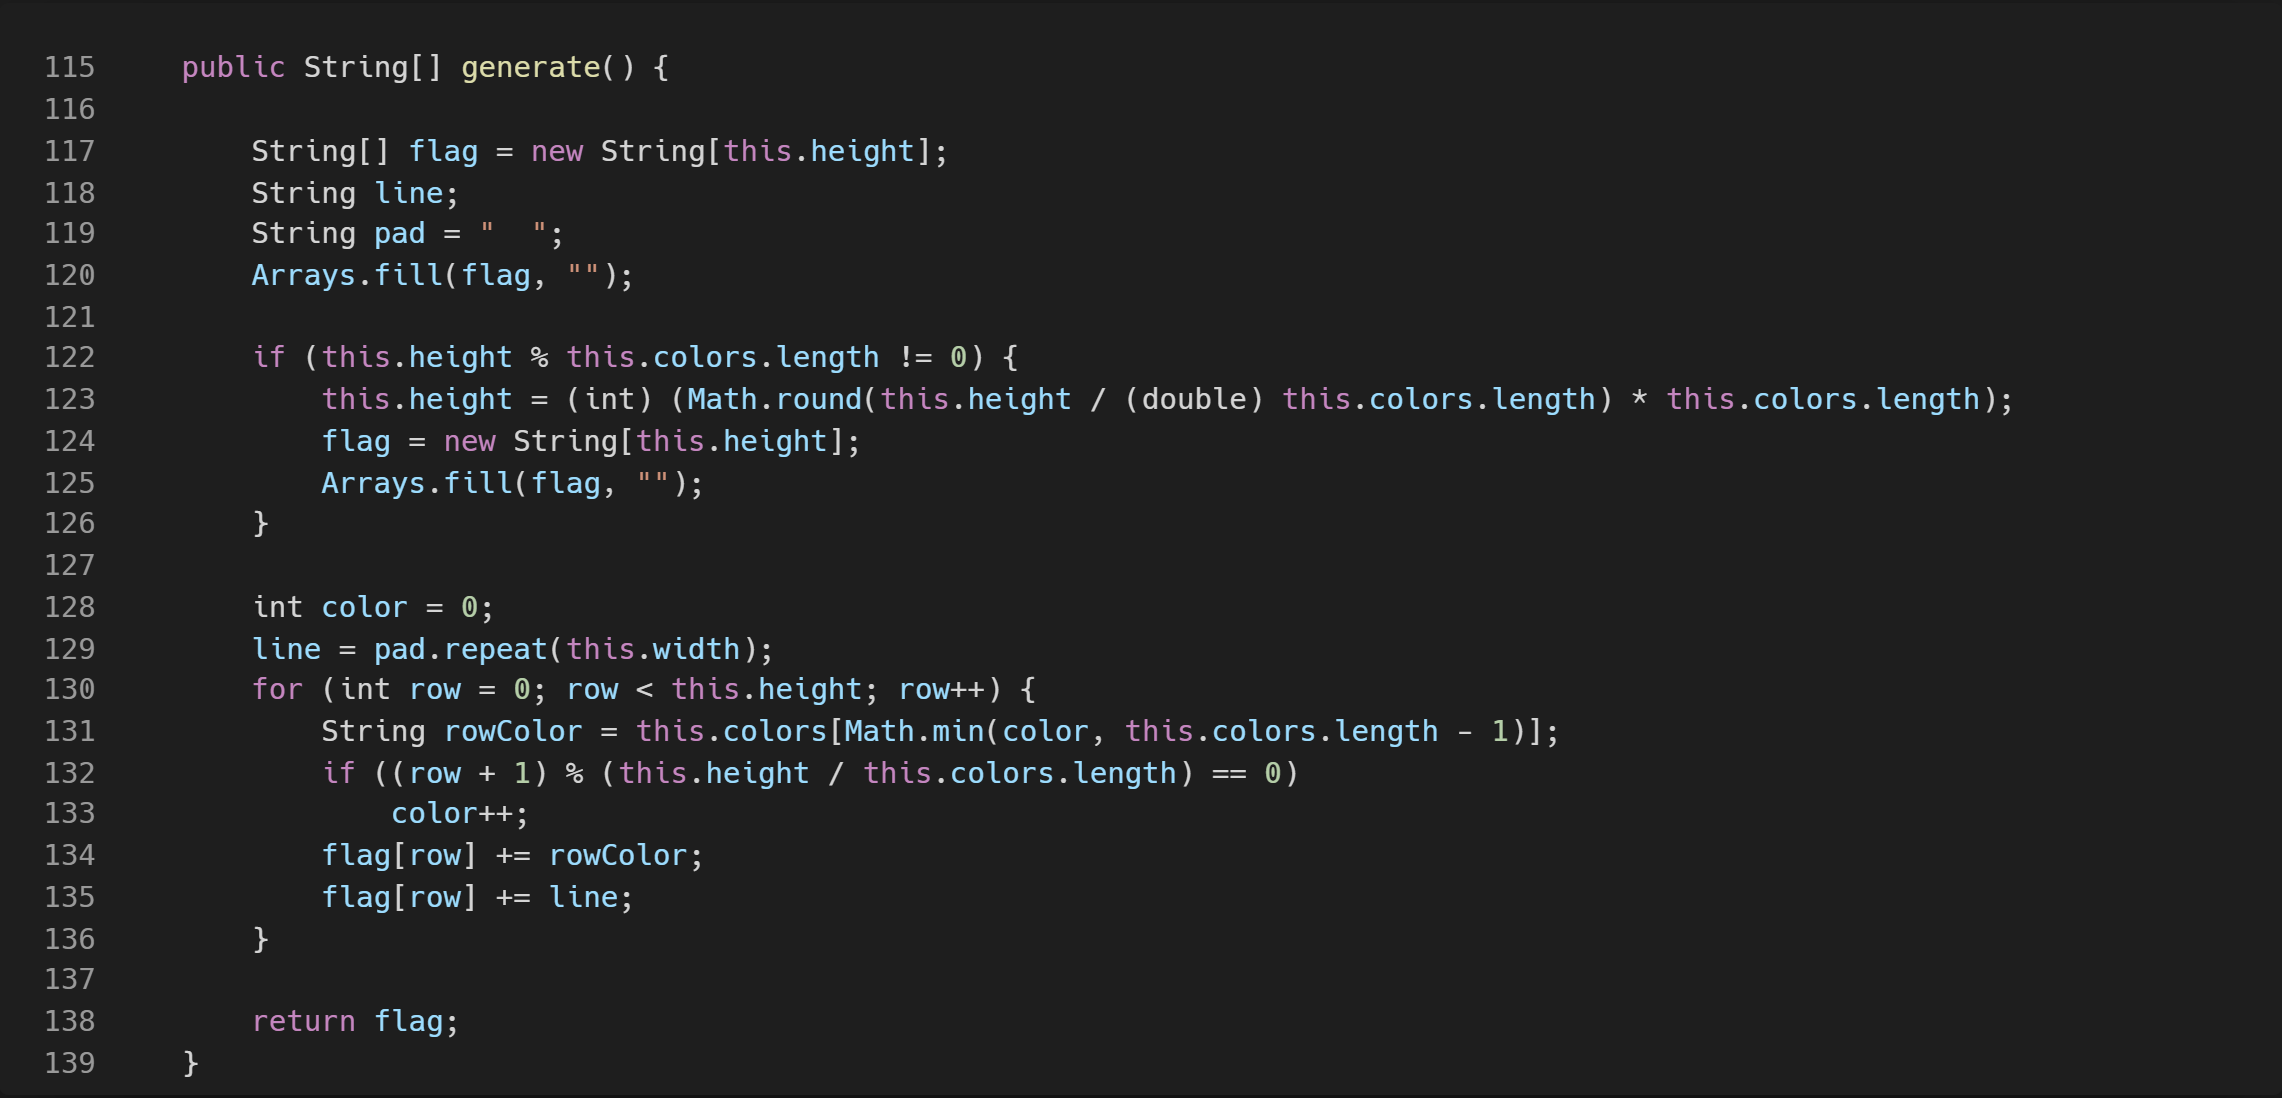 115     public String[] generate() {
116
117         String[] flag = new String[this.height];
118         String line;
119         String pad = "  ";
120         Arrays.fill(flag, "");
121
122         if (this.height % this.colors.length != 0) {
123             this.height = (int) (Math.round(this.height / (double) this.colors.length) * this.colors.length);
124             flag = new String[this.height];
125             Arrays.fill(flag, "");
126         }
127
128         int color = 0;
129         line = pad.repeat(this.width);
130         for (int row = 0; row < this.height; row++) {
131             String rowColor = this.colors[Math.min(color, this.colors.length - 1)];
132             if ((row + 1) % (this.height / this.colors.length) == 0)
133                 color++;
134             flag[row] += rowColor;
135             flag[row] += line;
136         }
137
138         return flag;
139     }